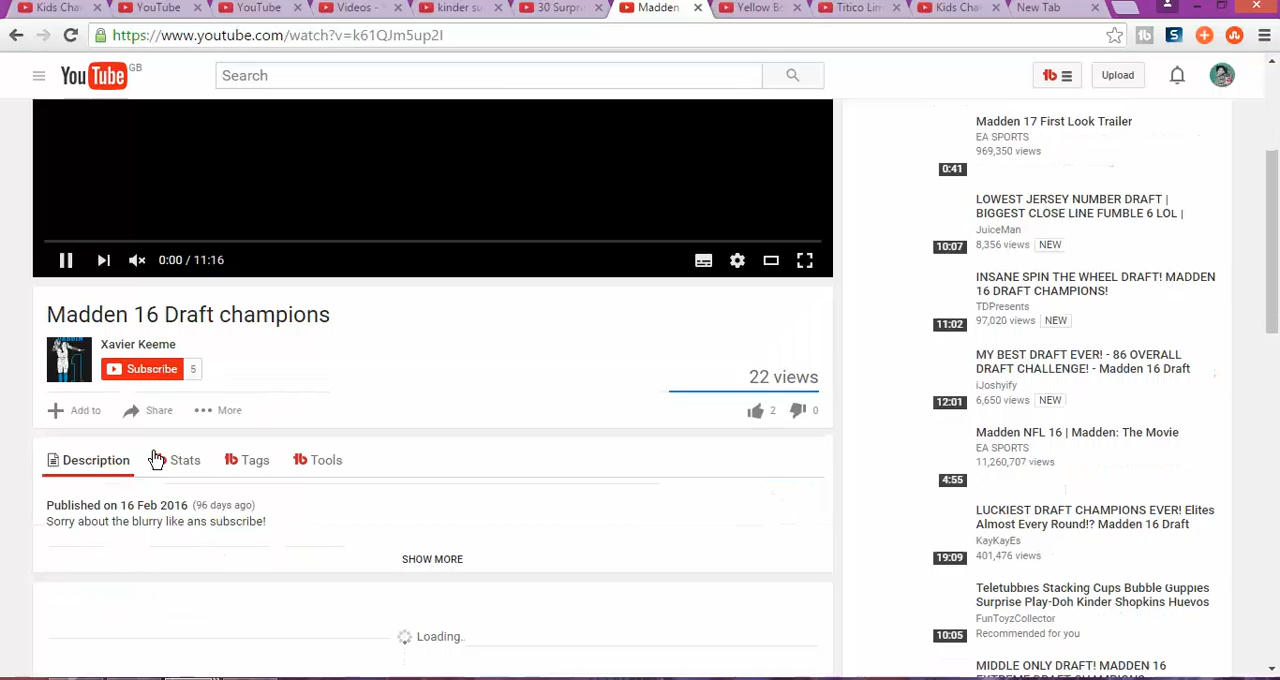 Kids Cha
YouTube
YouTube
Videos -
kinder su
30 Surpr
Madden
Yellow Bo
Titico Lim
Kids Cha
New Tab
https://www.youtube.com/watch?v=k61QJm5up2I
YouTube GB
Search
Upload
0:00 / 11:16
Madden 16 Draft champions
Xavier Keeme
Subscribe 5
22 views
Add to Share More
2 0
Description Stats Tags Tools
Published on 16 Feb 2016 (96 days ago)
Sorry about the blurry like ans subscribe!
SHOW MORE
Loading..
Madden 17 First Look Trailer
EA SPORTS
969,350 views
0:41
LOWEST JERSEY NUMBER DRAFT |
BIGGEST CLOSE LINE FUMBLE 6 LOL |
JuiceMan
8,356 views NEW
10:07
INSANE SPIN THE WHEEL DRAFT! MADDEN
16 DRAFT CHAMPIONS!
TDPresents
97,020 views NEW
11:02
MY BEST DRAFT EVER! - 86 OVERALL
DRAFT CHALLENGE! - Madden 16 Draft
iJoshyify
6,650 views NEW
12:01
Madden NFL 16 | Madden: The Movie
EA SPORTS
11,260,707 views
4:55
LUCKIEST DRAFT CHAMPIONS EVER! Elites
Almost Every Round!? Madden 16 Draft
KayKayEs
401,476 views
19:09
Teletubbies Stacking Cups Bubble Guppies
Surprise Play-Doh Kinder Shopkins Huevos
FunToyzCollector
Recommended for you
10:05
MIDDLE ONLY DRAFT! MADDEN 16
EXTREME DRAFT CHAMPIONS